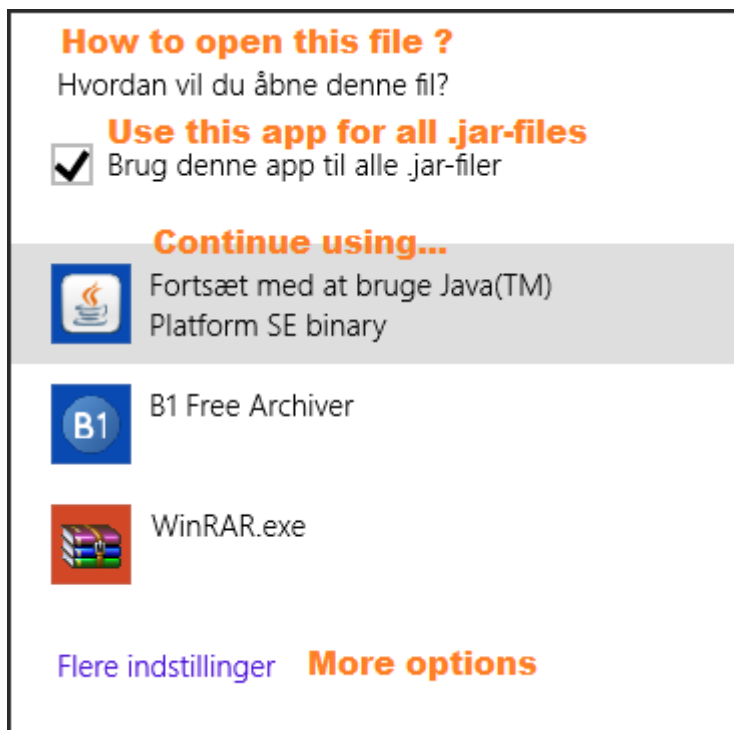 How to open this file ?
Hvordan vil du åbne denne fil?
Use this app for all .jar-files
Brug denne app til alle .jar-filer
Continue using...
Fortsæt med at bruge Java(TM)
Platform SE binary
B1
B1 Free Archiver
WinRAR.exe
Flere indstillinger More options